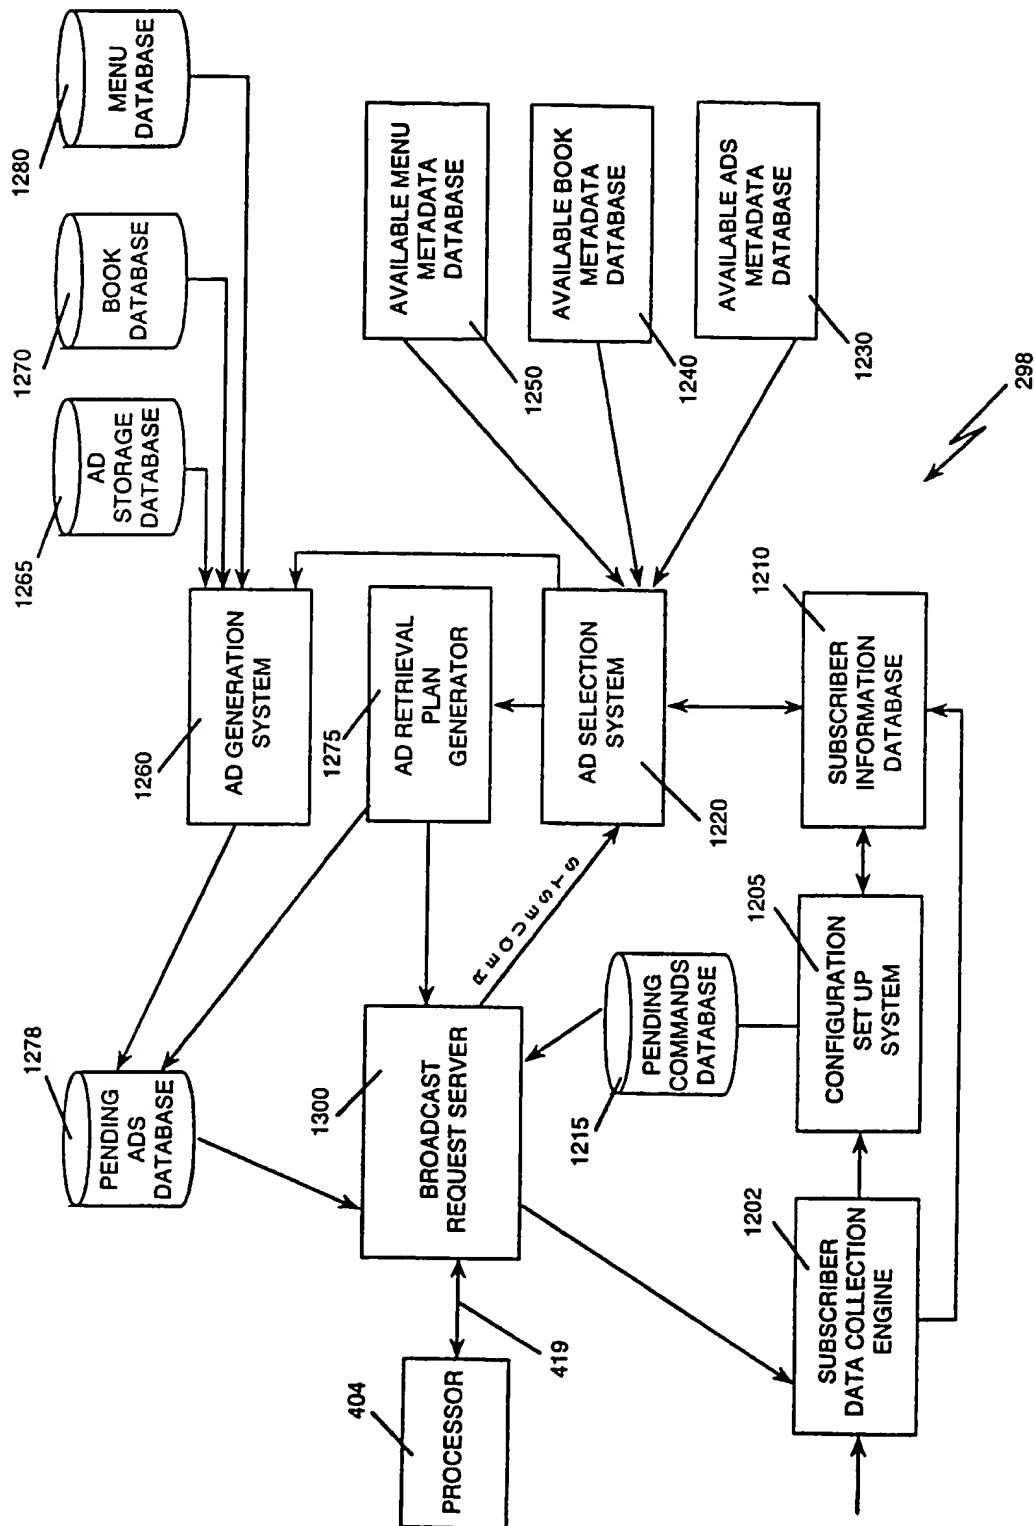 1280
MENU
DATABASE
1270
BOOK
DATABASE
1265
AD
STORAGE
DATABASE
AVAILABLE MENU
METADATA
DATABASE
1250
AVAILABLE BOOK
METADATA
DATABASE
1240
AVAILABLE ADS
METADATA
DATABASE
1230
298
1260
AD GENERATION
SYSTEM
1275
AD RETRIEVAL
PLAN
GENERATOR
AD SELECTION
SYSTEM
1220
1210
SUBSCRIBER
INFORMATION
DATABASE
REQUESTS
1278
PENDING
ADS
DATABASE
1300
BROADCAST
REQUEST SERVER
PENDING
COMMANDS
DATABASE
1215
1205
CONFIGURATION
SET UP
SYSTEM
1202
SUBSCRIBER
DATA COLLECTION
ENGINE
419
404
PROCESSOR